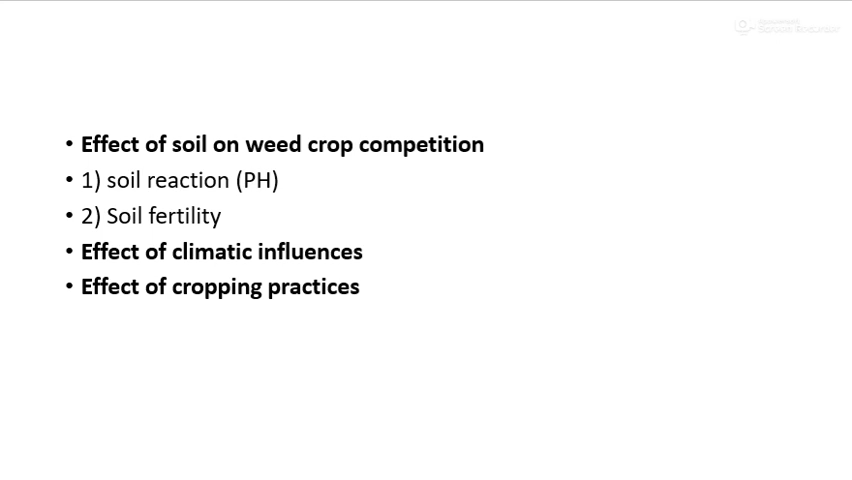 • Effect of soil on weed crop competition
• 1) soil reaction (PH)
• 2) Soil fertility
• Effect of climatic influences
• Effect of cropping practices